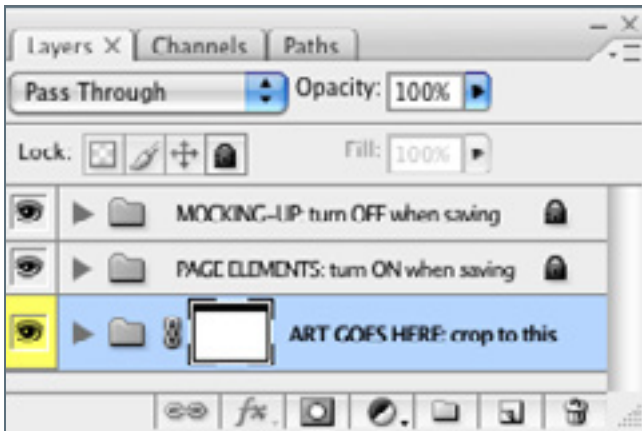 Layers X Channels Paths
Pass Through Opacity: 100%
Lock: Fill: 100%
MOCKING-UP: turn OFF when saving
PAGE ELEMENTS: turn ON when saving
ART GOES HERE: crop to this
fx